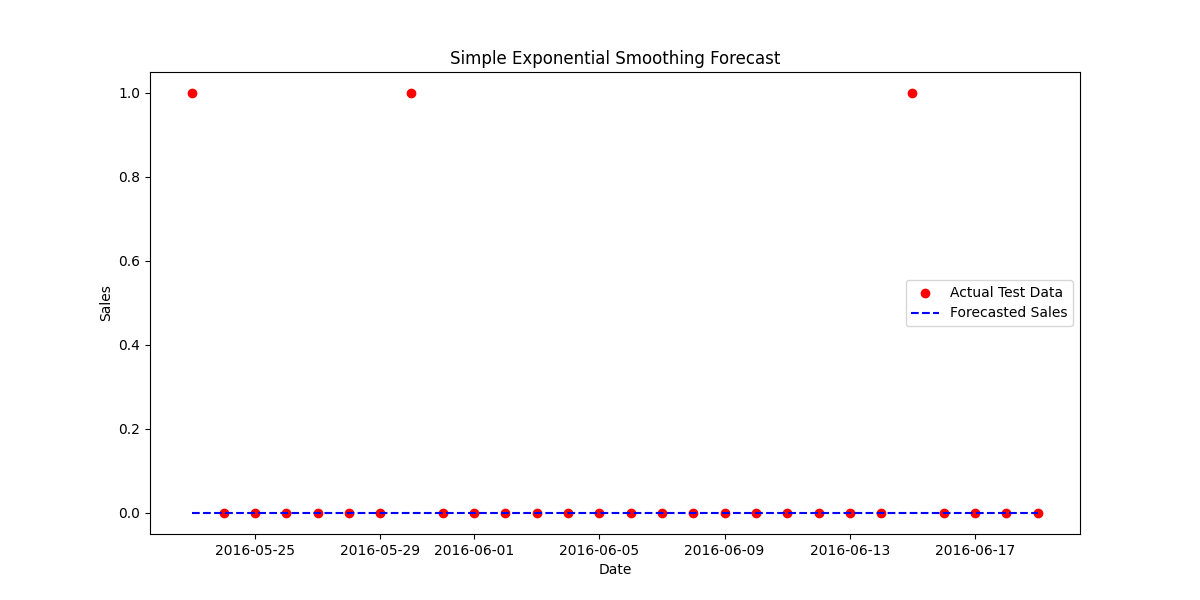 Simple Exponential Smoothing Forecast
1.0
0.8
0.6
0.4
0.2
0.0
Sales
Actual Test Data
Forecasted Sales
2016-05-25 2016-05-29 2016-06-01 2016-06-05 2016-06-09 2016-06-13 2016-06-17
Date